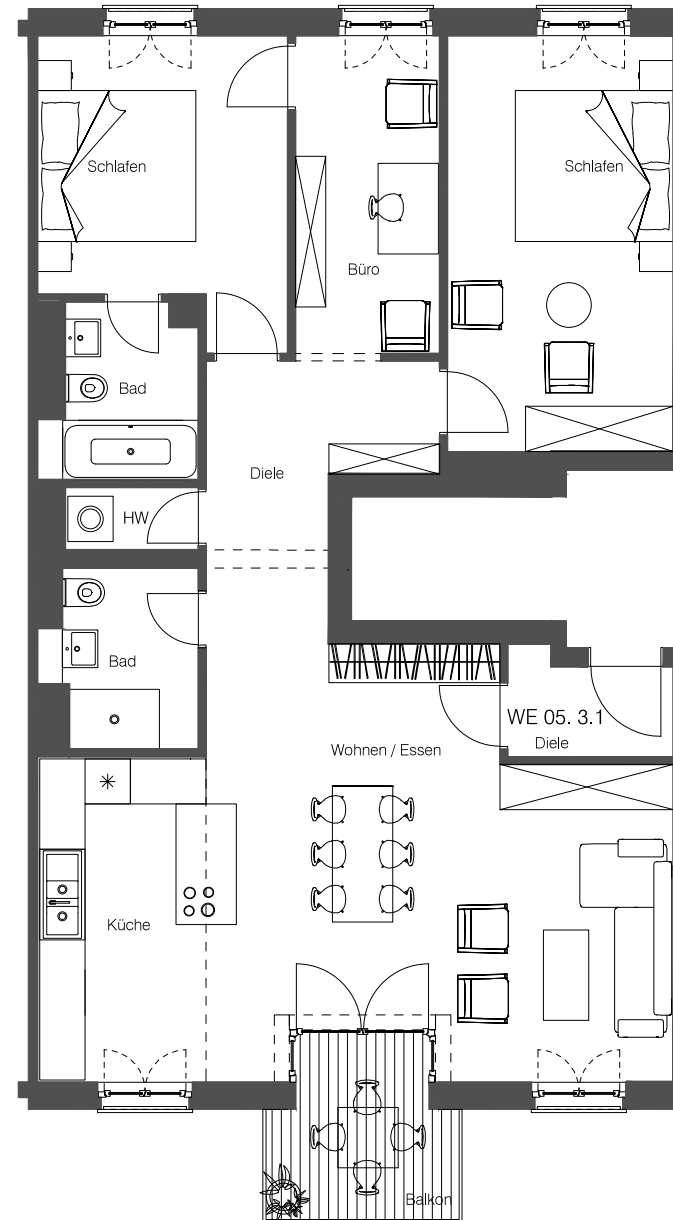 Schlafen
Schlafen
Büro
Bad
Diele
HW
Bad
WE 05. 3.1
Diele
Wohnen / Essen
Küche
Balkon